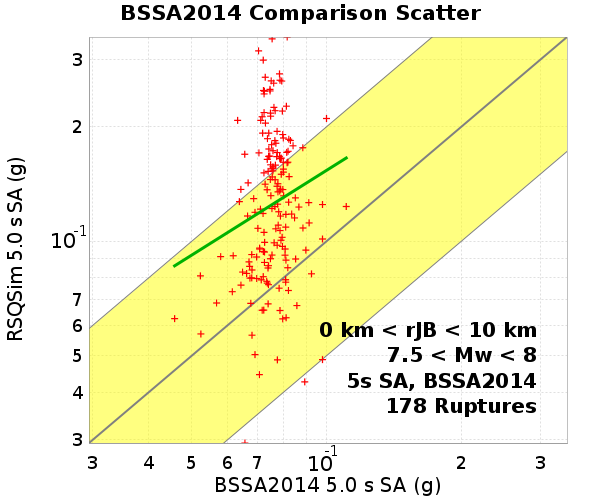 BSSA2014 Comparison Scatter
RSQSim 5.0 s SA (g)
3
2
10^-1
7
6
5
4
3
0 km < rJB < 10 km
7.5 < Mw < 8
5s SA, BSSA2014
178 Ruptures
3 4 5 6 7 10^-1 2 3
BSSA2014 5.0 s SA (g)